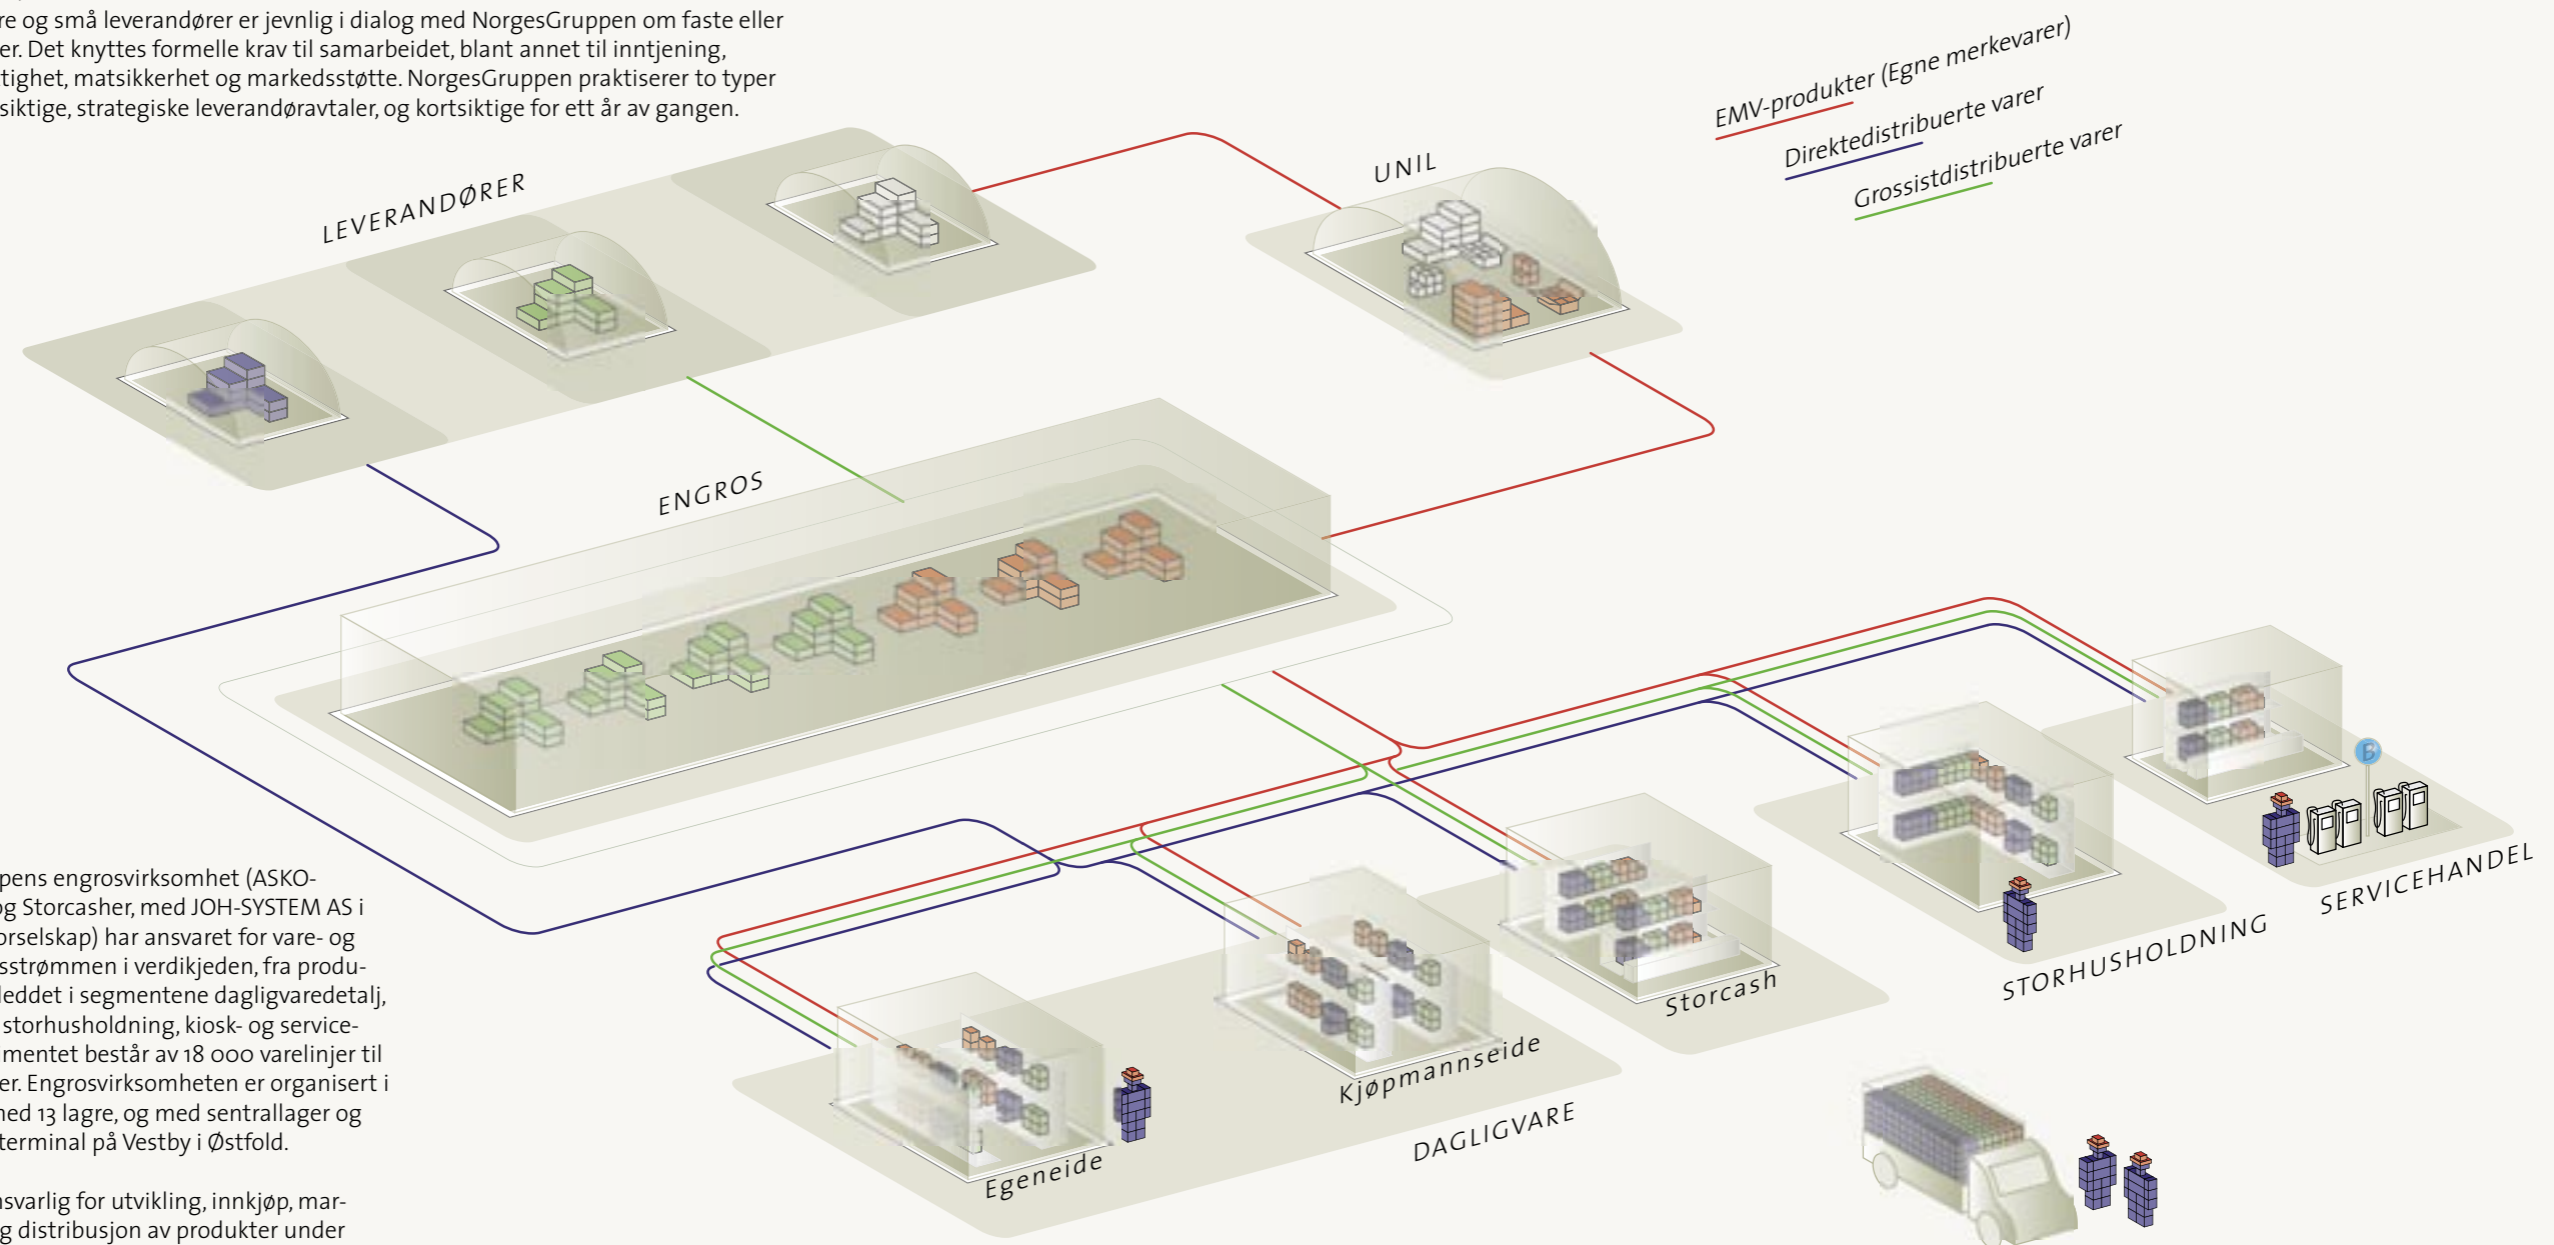 re og små leverandører er jevnlig i dialog med NorgesGruppen om faste eller
er. Det knyttes formelle krav til samarbeidet, blant annet til inntjening,
tighet, matsikkerhet og markedsstøtte. NorgesGruppen praktiserer to typer
siktige, strategiske leverandøravtaler, og kortsiktige for ett år av gangen.
EMV-produkter (Egne merkevarer)
Direktedistribuerte varer
Grossistdistribuerte varer
LEVERANDØRER
UNIL
ENGROS
B
SERVICEHANDEL
STORHUSHOLDNING
Storcash
Kjøpmannseide
DAGLIGVARE
Egeneide
pens engrosvirksomhet (ASKO-
og Storcasher, med JOH-SYSTEM AS i
orselskap) har ansvaret for vare- og
sstrømmen i verdikjeden, fra produ-
leddet i segmentene dagligvaredetalj,
storhusholdning, kiosk- og service-
imentet består av 18 000 varelinjer til
er. Engrosvirksomheten er organisert i
ned 13 lagre, og med sentrallager og
terminal på Vestby i Østfold.
nsvarlig for utvikling, innkjøp, mar-
g distribusjon av produkter under